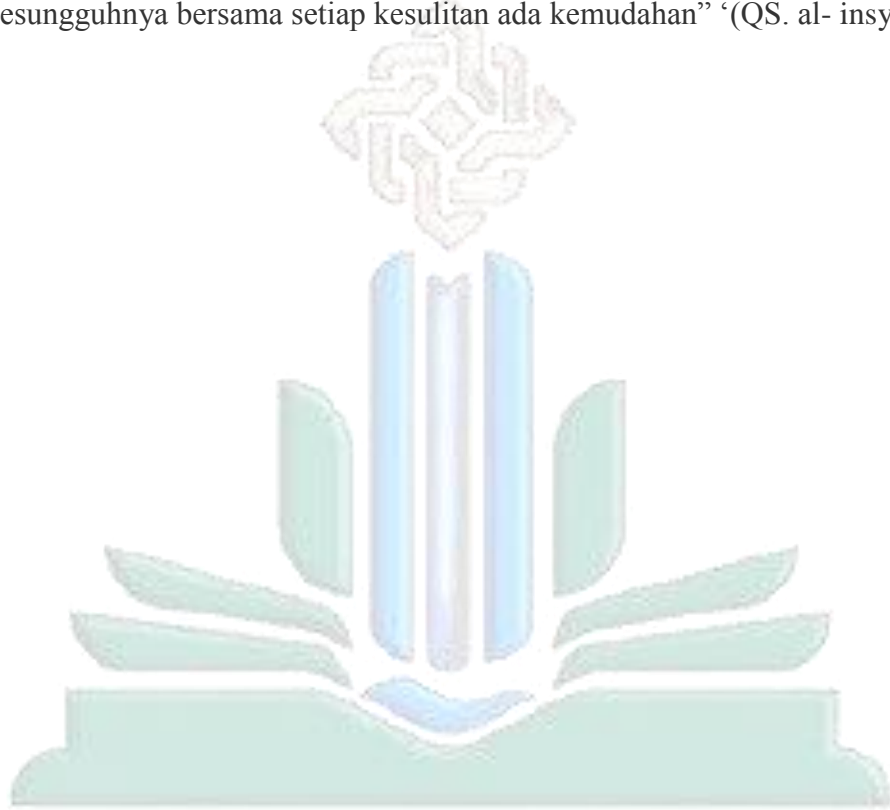 esungguhnya bersama setiap kesulitan ada kemudahan” ‘(QS. al- insy